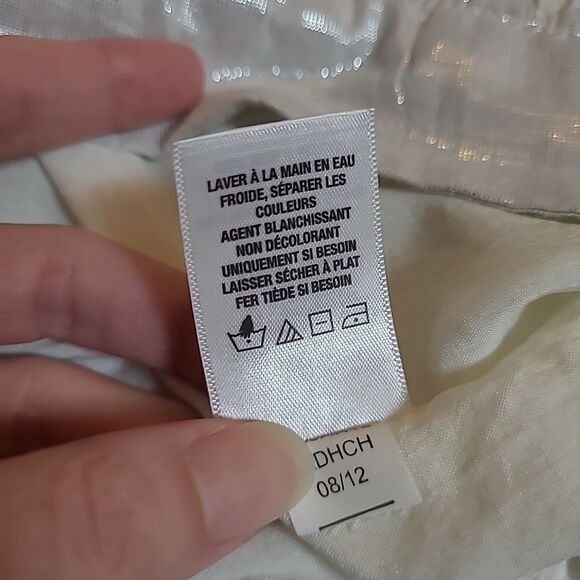 LAVER À LA MAIN EN EAU
FROIDE, SÉPARER LES
COULEURS
AGENT BLANCHISSANT
NON DÉCOLORANT
UNIQUEMENT SI BESOIN
LAISSER SÉCHER À PLAT
FER TIÈDE SI BESOIN
DHCH
08/12